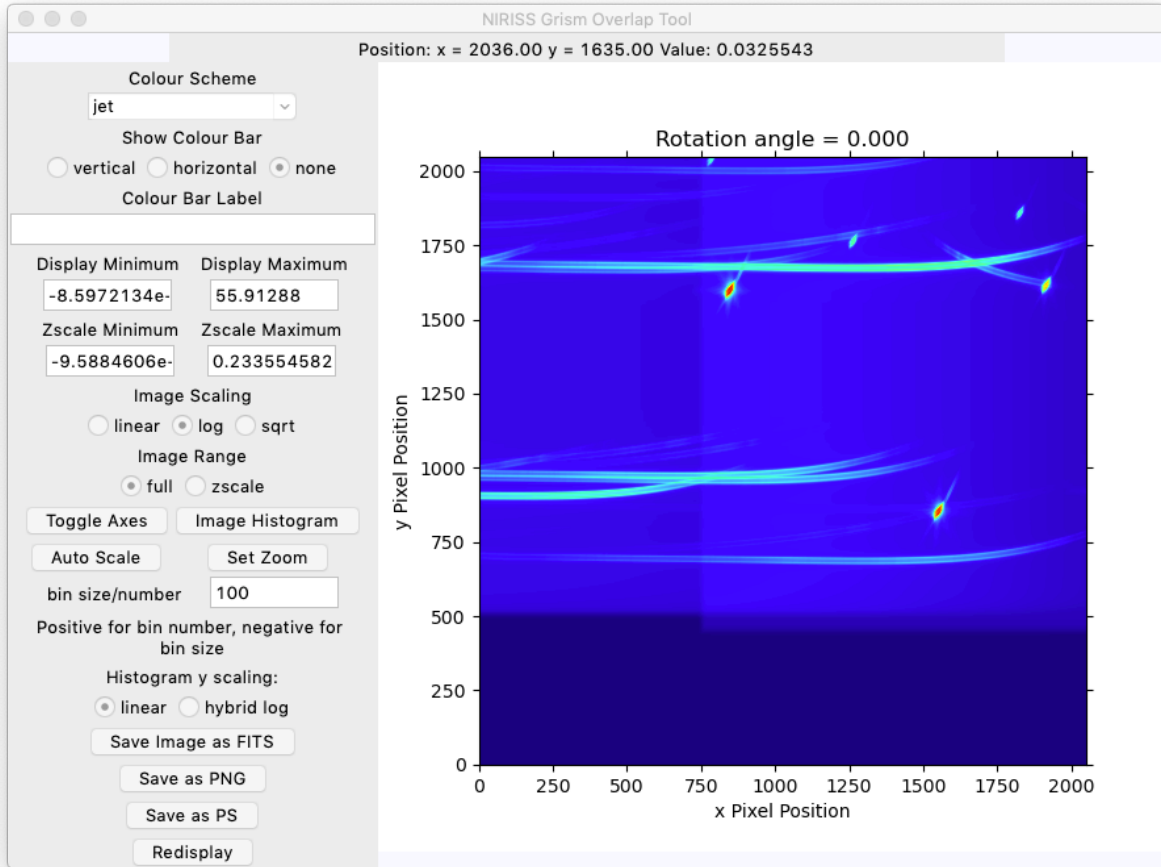 NIRISS Grism Overlap Tool
Position: x = 2036.00 y = 1635.00 Value: 0.0325543
Colour Scheme
jet
Show Colour Bar
vertical horizontal none
Colour Bar Label
Display Minimum Display Maximum
-8.5972134e- 55.91288
Zscale Minimum Zscale Maximum
-9.5884606e- 0.233554582
Image Scaling
linear log sqrt
Image Range
full zscale
Toggle Axes Image Histogram
Auto Scale Set Zoom
bin size/number 100
Positive for bin number, negative for
bin size
Histogram y scaling:
linear hybrid log
Save Image as FITS
Save as PNG
Save as PS
Redisplay
Rotation angle = 0.000
y Pixel Position
2000
1750
1500
1250
1000
750
500
250
0
0 250 500 750 1000 1250 1500 1750 2000
x Pixel Position